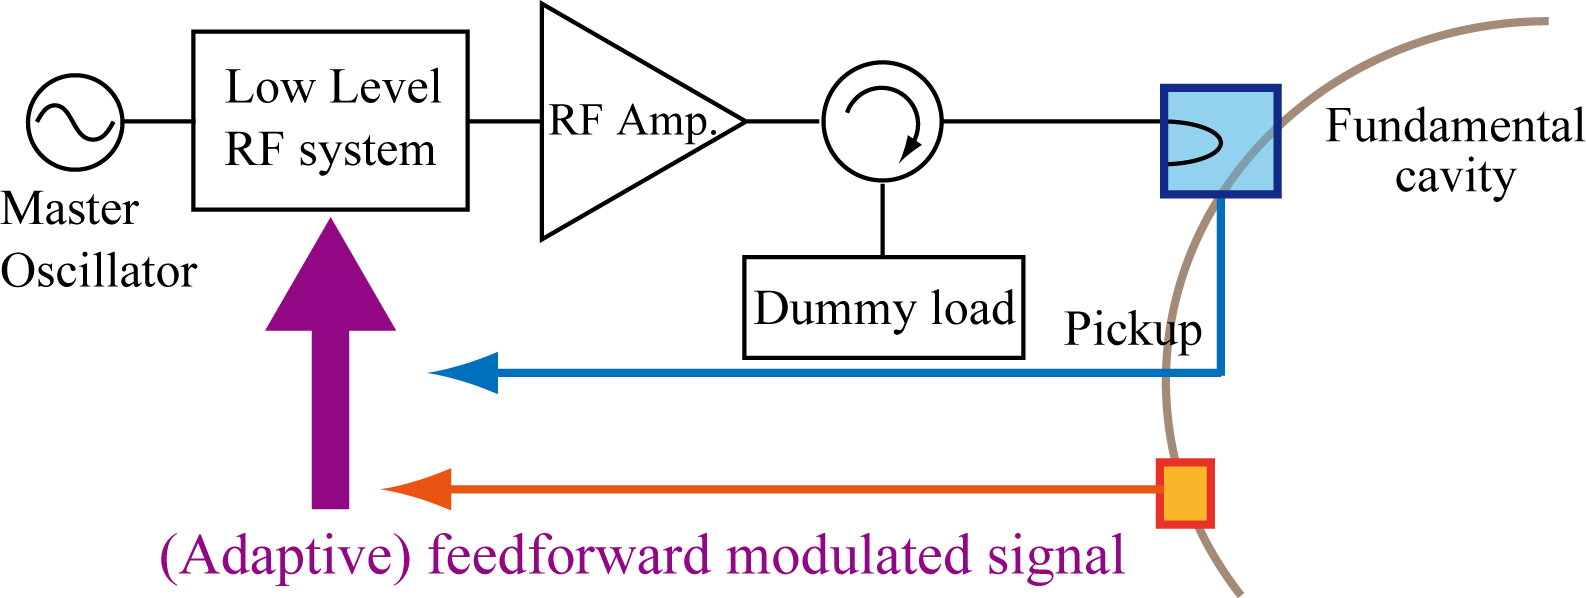 Low Level
RF system
RF Amp.
Master
Oscillator
Fundamental
cavity
Dummy load
Pickup
(Adaptive) feedforward modulated signal